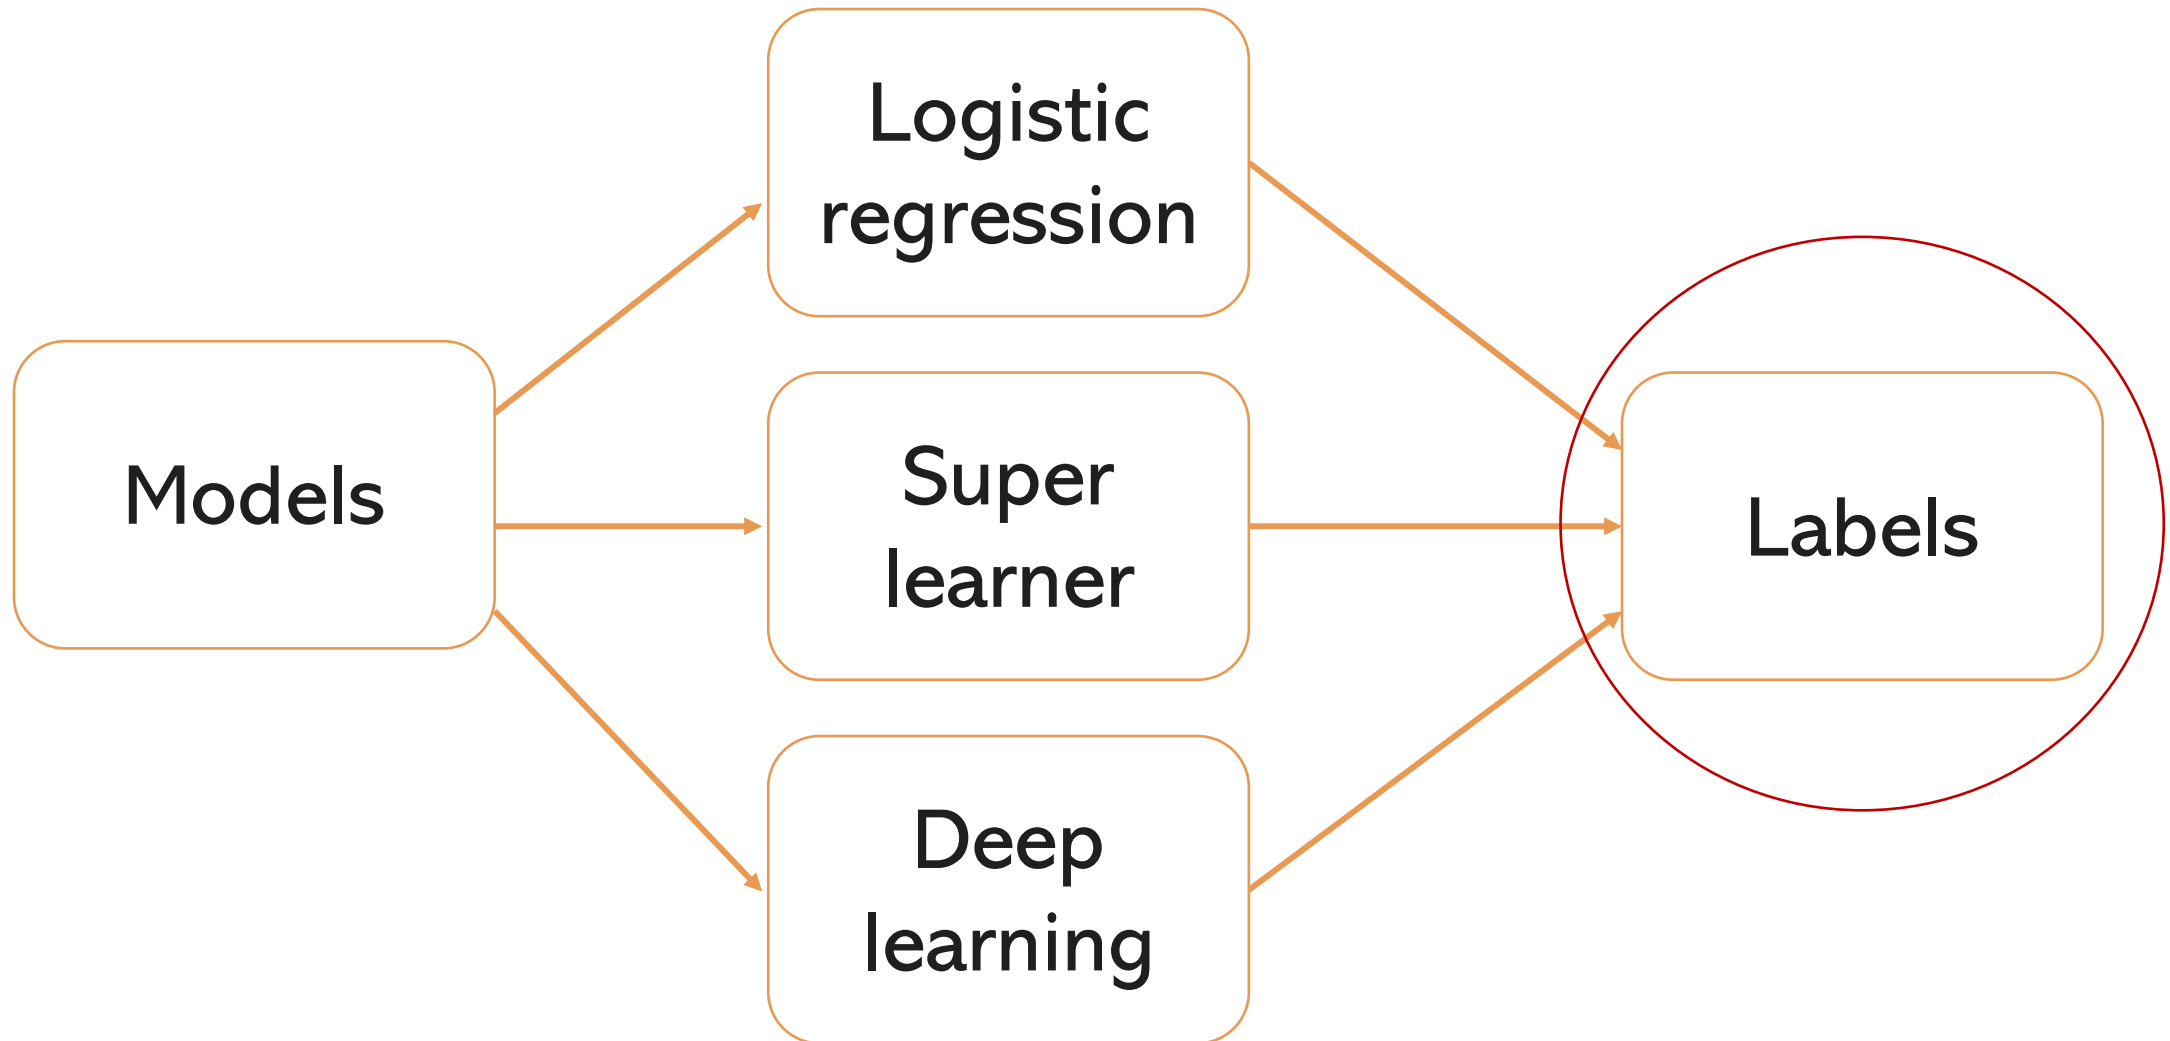 Models
Logistic
regression
Super
learner
Deep
learning
Labels